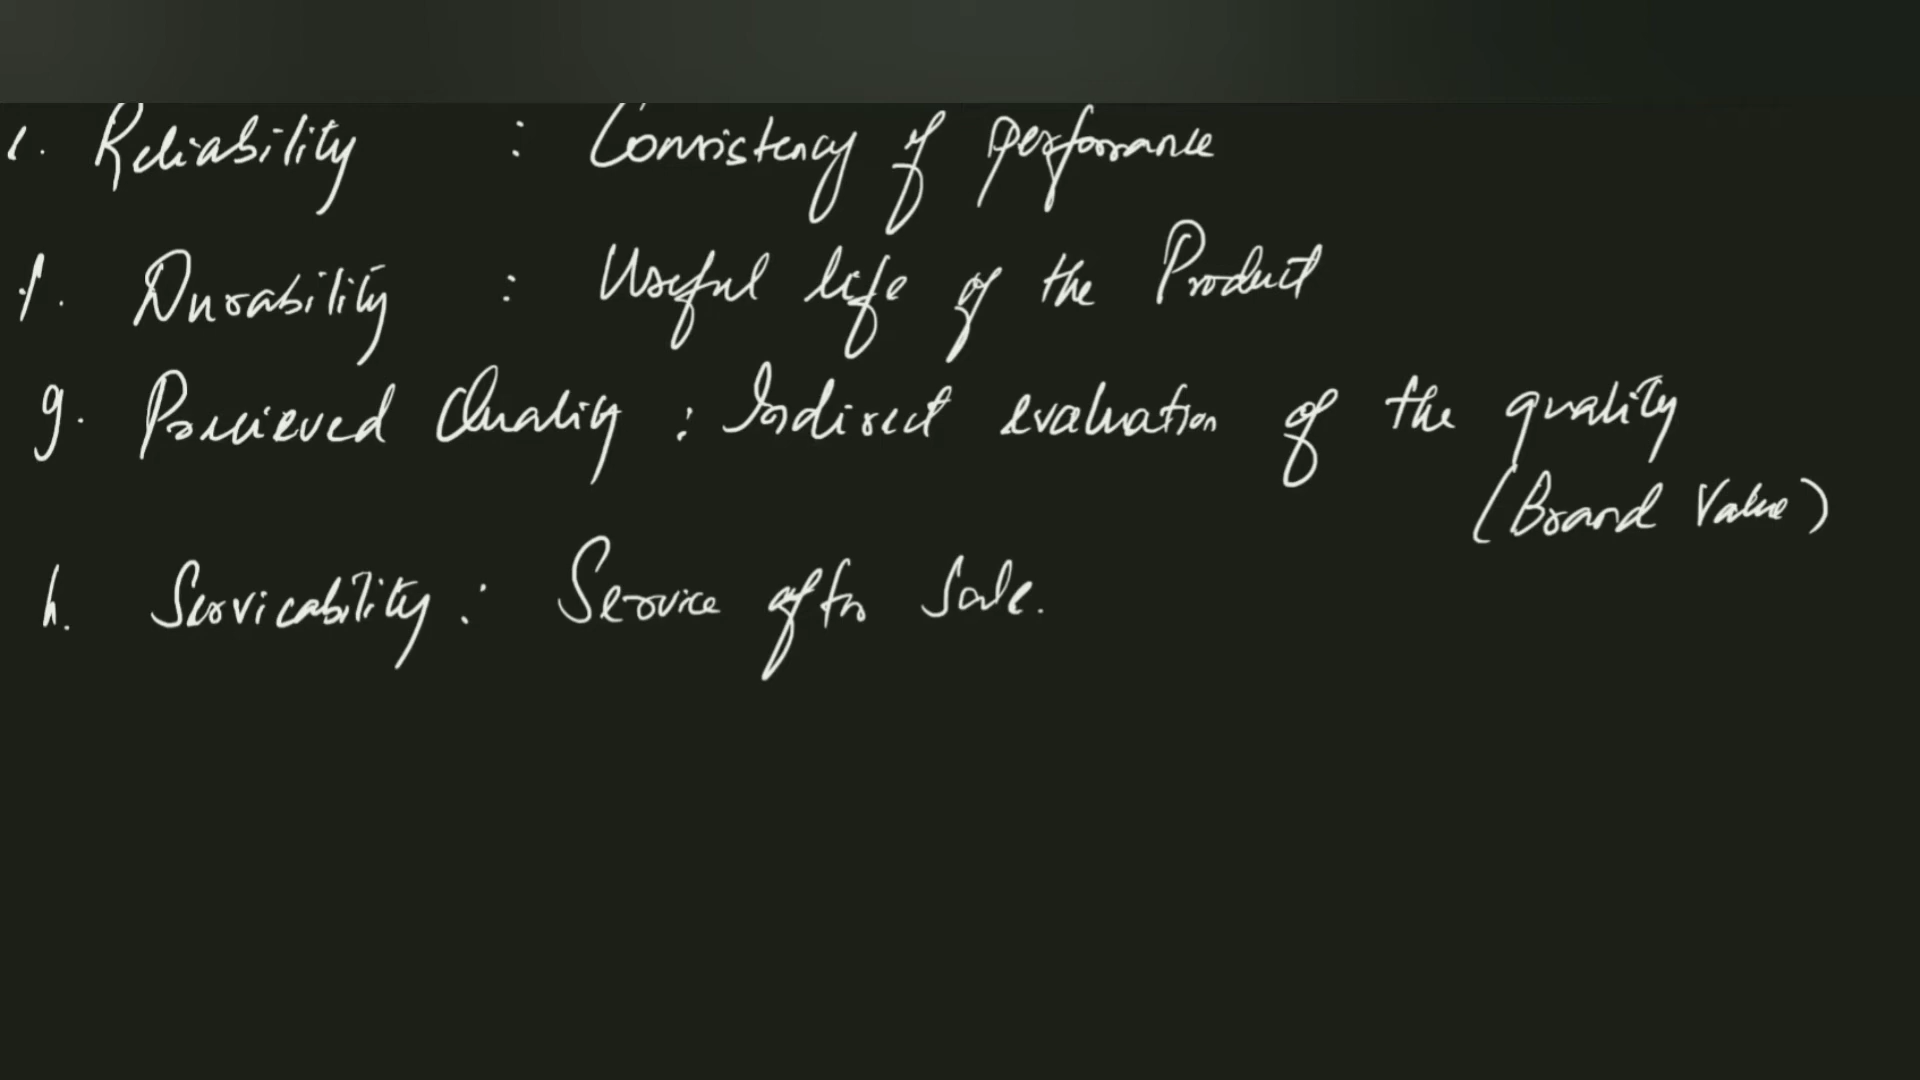 e. Reliability : Consistency of performance
f. Durability : Useful life of the Product
g. Percieved Quality : Indirect evaluation of the quality
(Brand Value)
h. Servicability : Service after Sale.